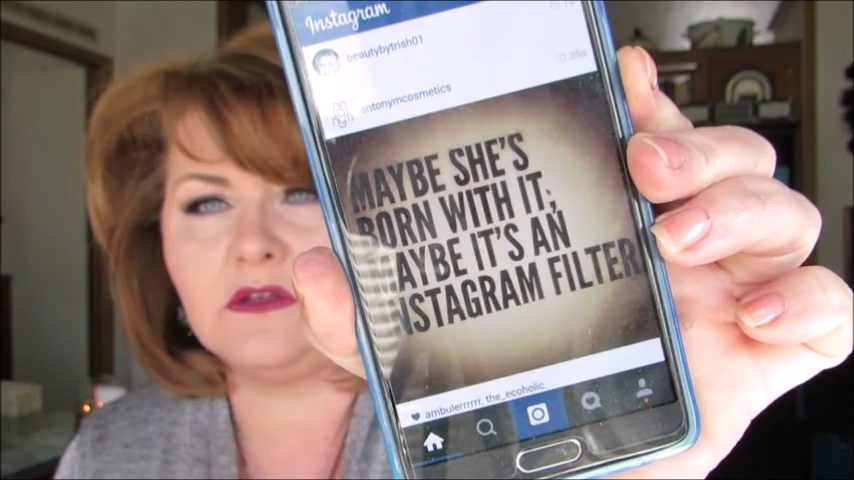 Instagram
beautybytrish01
antonymcosmetics
35s
MAYBE SHE'S
BORN WITH IT;
MAYBE IT'S AN
INSTAGRAM FILTER
ambulerrrrrr, the_ecoholic